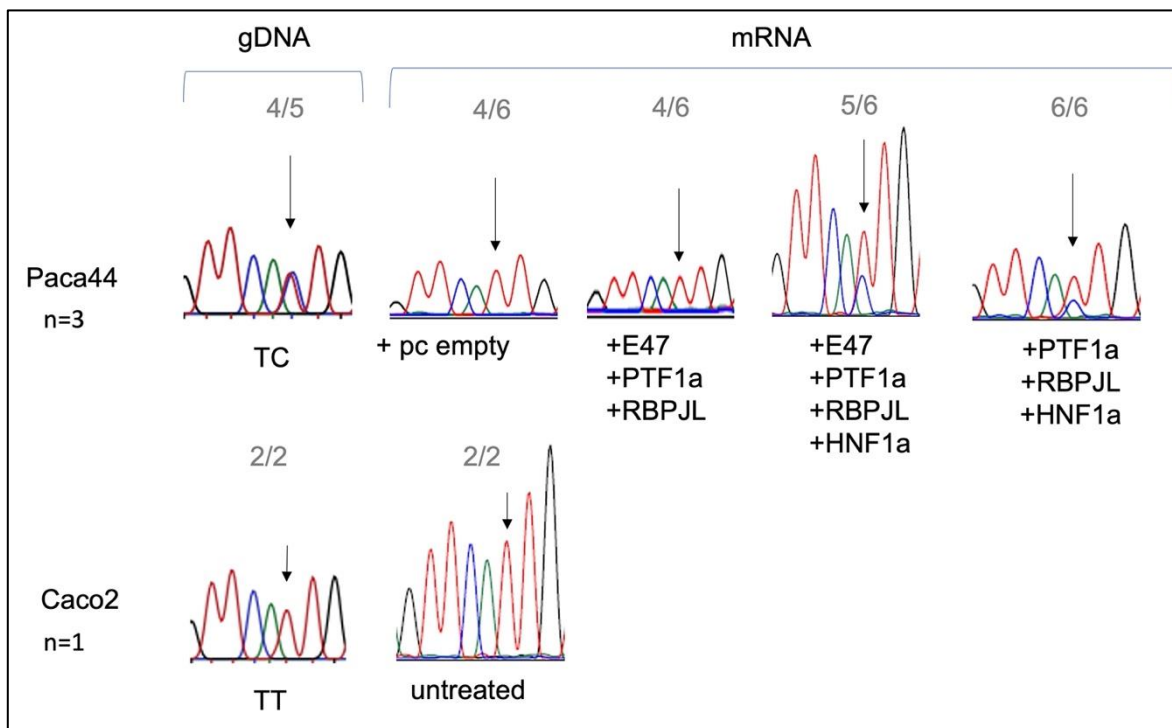 gDNA
mRNA
4/5
4/6
4/6
5/6
6/6
Paca44
n=3
TC
+ pc empty
+E47
+PTF1a
+RBPJL
+E47
+PTF1a
+RBPJL
+HNF1a
+PTF1a
+RBPJL
+HNF1a
2/2
2/2
Caco2
n=1
TT
untreated